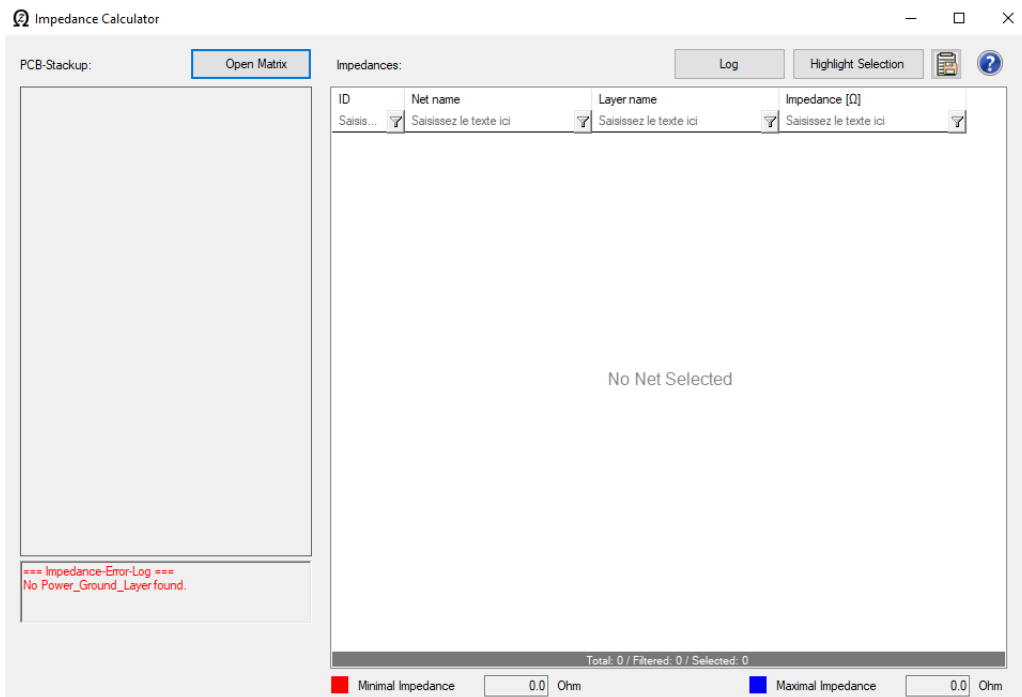 Impedance Calculator
PCB-Stackup:
Open Matrix
Impedances:
Log
Highlight Selection
ID
Net name
Layer name
Impedance [Ω]
Saisis...
Saisissez le texte ici
Saisissez le texte ici
Saisissez le texte ici
No Net Selected
=== Impedance-Error-Log ===
No Power_Ground_Layer found.
Total: 0 / Filtered: 0 / Selected: 0
Minimal Impedance
0.0
Ohm
Maximal Impedance
0.0
Ohm